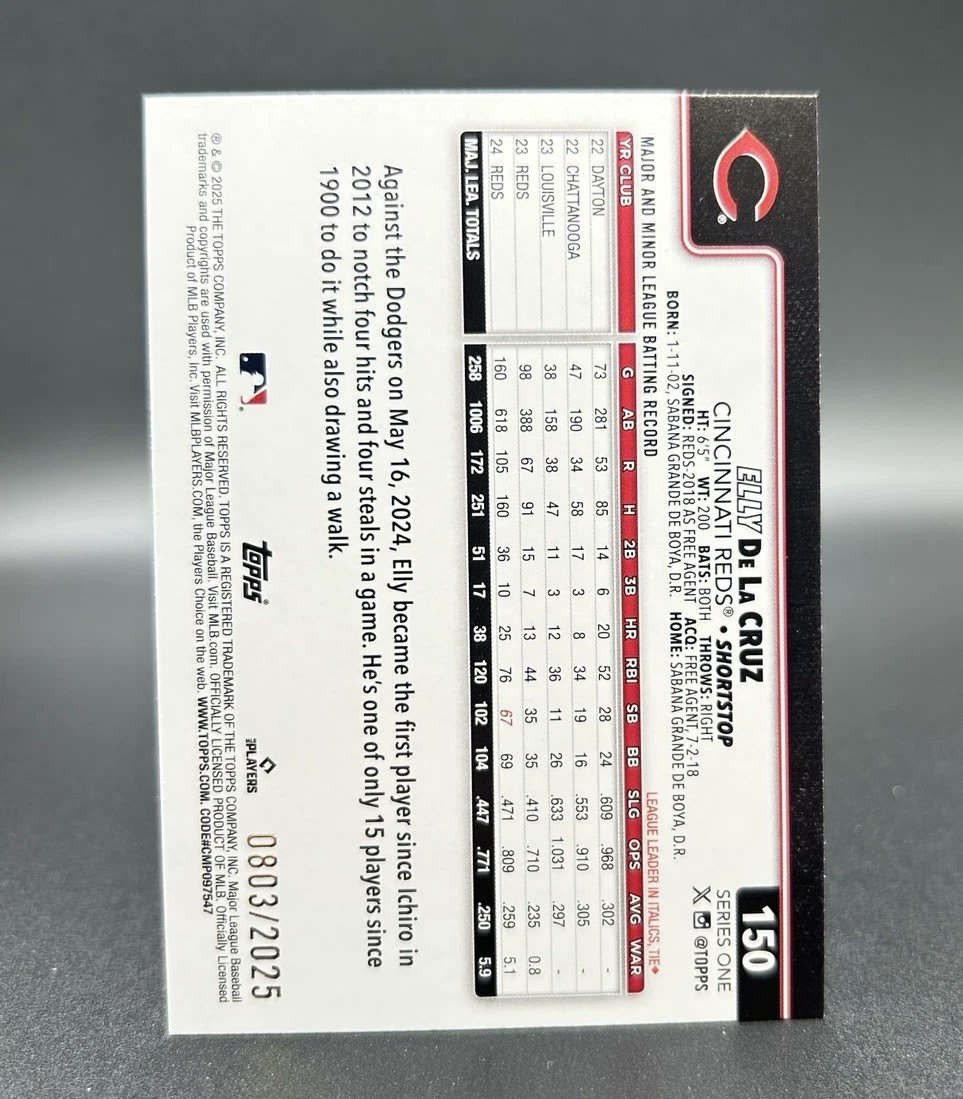 150
SERIES ONE
@TOPPS
ELLY DE LA CRUZ
CINCINNATI REDS® • SHORTSTOP
HT: 6'5" WT: 200 BATS: BOTH THROWS: RIGHT
SIGNED: REDS-2018 AS FREE AGENT ACQ: FREE AGENT, 7-2-18
BORN: 1-11-02, SABANA GRANDE DE BOYA, D.R. HOME: SABANA GRANDE DE BOYA, D.R.
MAJOR AND MINOR LEAGUE BATTING RECORD LEAGUE LEADER IN ITALICS, TIE♦
YR CLUB G AB R H 2B 3B HR RBI SB BB SLG OPS AVG WAR
22 DAYTON 73 281 53 85 14 6 20 52 28 24 .609 .968 .302 -
22 CHATTANOOGA 47 190 34 58 17 3 8 34 19 16 .553 .910 .305 -
23 LOUISVILLE 38 158 38 47 11 3 12 36 11 26 .633 1.031 .297 -
23 REDS 98 388 67 91 15 7 13 44 35 35 .410 .710 .235 0.8
24 REDS 160 618 105 160 36 10 25 76 67 69 .471 .809 .259 5.1
MAJ. LEA. TOTALS 258 1006 172 251 51 17 38 120 102 104 .447 .771 .250 5.9
Against the Dodgers on May 16, 2024, Elly became the first player since Ichiro in
2012 to notch four hits and four steals in a game. He's one of only 15 players since
1900 to do it while also drawing a walk.
topps®
MLB PLAYERS
0803/2025
® & © 2025 THE TOPPS COMPANY, INC. ALL RIGHTS RESERVED. TOPPS IS A REGISTERED TRADEMARK OF THE TOPPS COMPANY, INC. Major League Baseball
trademarks and copyrights are used with permission of Major League Baseball. Visit MLB.com. OFFICIALLY LICENSED PRODUCT OF MLB. Officially Licensed
Product of MLB Players, Inc. Visit MLBPLAYERS.COM, the Players Choice on the web. WWW.TOPPS.COM. CODE#CMP097547